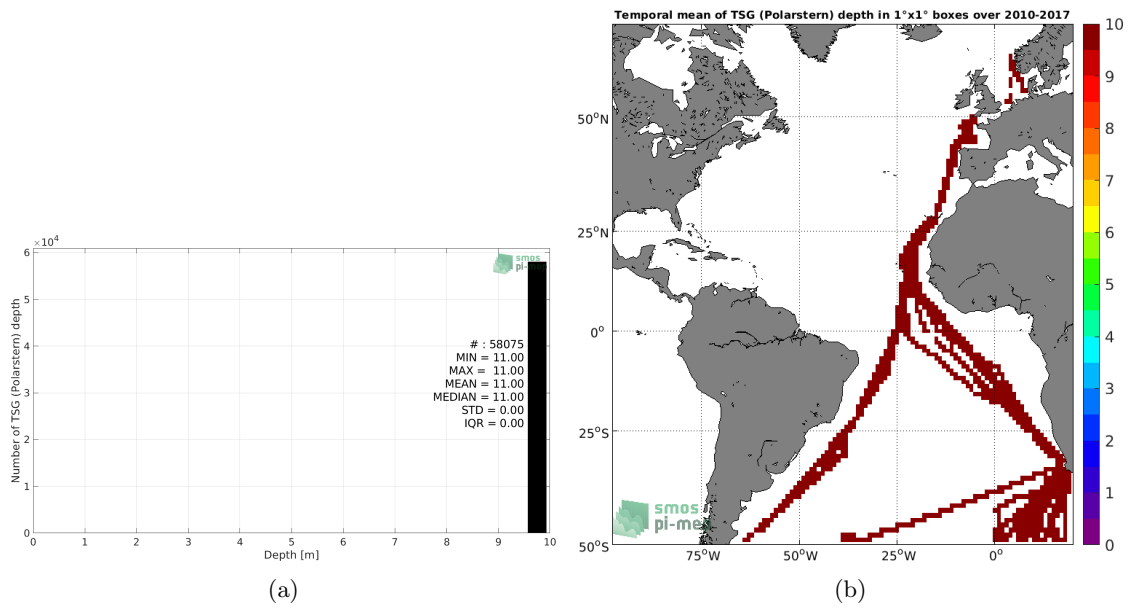 ×10⁴
6
5
4
3
2
1
0
Number of TSG (Polarstern) depth
smos
pi-me
# : 58075
MIN = 11.00
MAX = 11.00
MEAN = 11.00
MEDIAN = 11.00
STD = 0.00
IQR = 0.00
0 1 2 3 4 5 6 7 8 9 10
Depth [m]
(a)
Temporal mean of TSG (Polarstern) depth in 1°x1° boxes over 2010-2017
50°N
25°N
0°
25°S
50°S
75°W 50°W 25°W 0°
smos
pi-mep
10
9
8
7
6
5
4
3
2
1
0
(b)